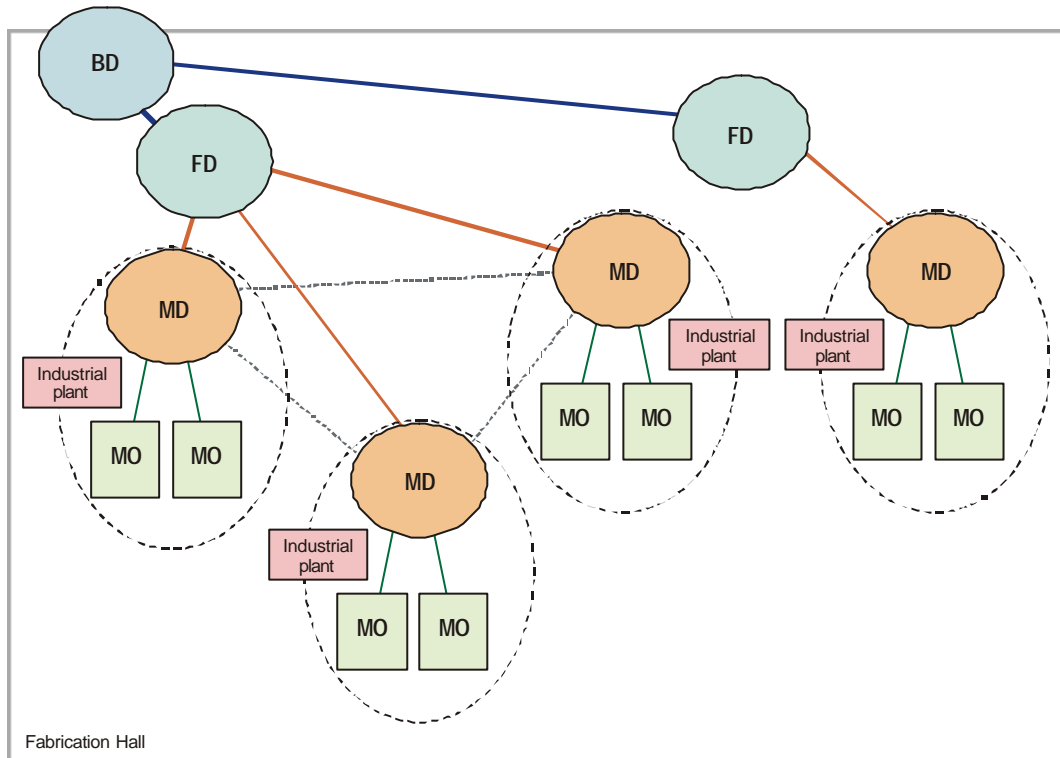 BD
FD
FD
MD
MD
MD
Industrial
plant
Industrial
plant
Industrial
plant
MO
MO
MO
MO
MO
MO
MD
Industrial
plant
MO
MO
Fabrication Hall